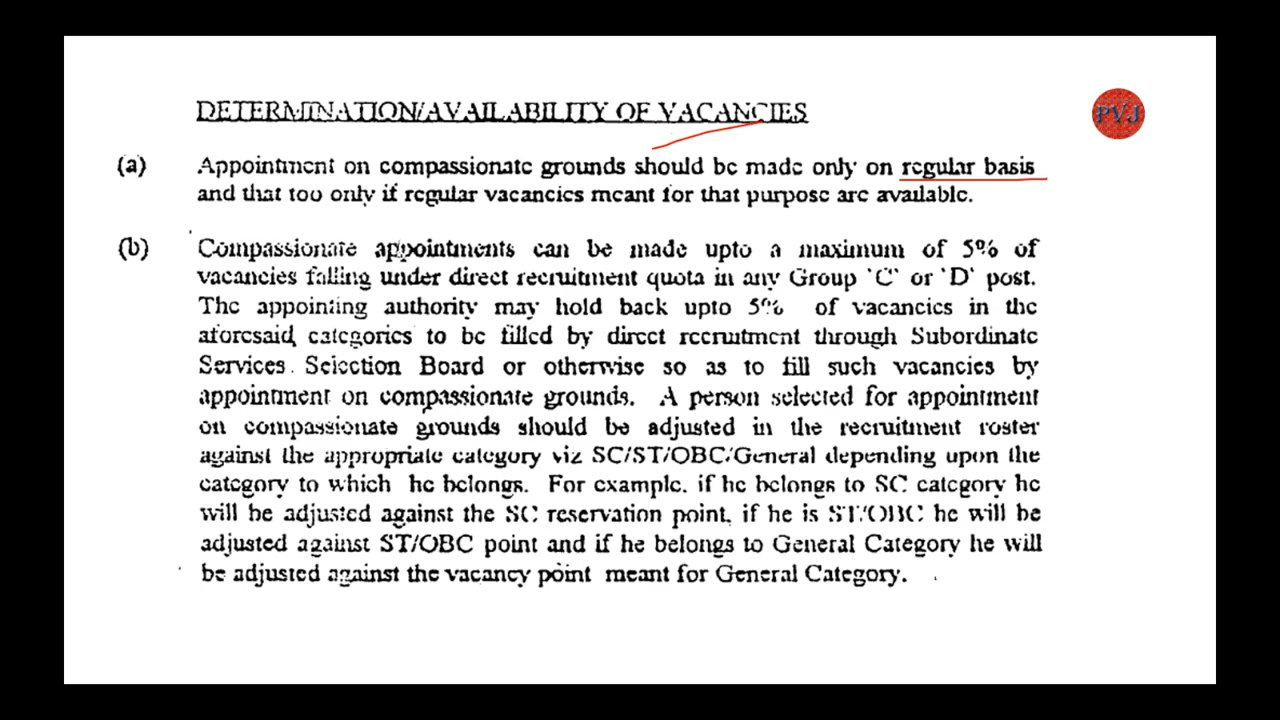 DETERMINATION/AVAILABILITY OF VACANCIES
PVJ
(a) Appointment on compassionate grounds should be made only on regular basis
and that too only if regular vacancies meant for that purpose are available.
(b) Compassionate appointments can be made upto a maximum of 5% of
vacancies falling under direct recruitment quota in any Group 'C' or 'D' post.
The appointing authority may hold back upto 5% of vacancies in the
aforesaid categories to be filled by direct recruitment through Subordinate
Services Selection Board or otherwise so as to fill such vacancies by
appointment on compassionate grounds. A person selected for appointment
on compassionate grounds should be adjusted in the recruitment roster
against the appropriate category viz SC/ST/OBC/General depending upon the
category to which he belongs. For example, if he belongs to SC category he
will be adjusted against the SC reservation point, if he is ST/OBC he will be
adjusted against ST/OBC point and if he belongs to General Category he will
be adjusted against the vacancy point meant for General Category.